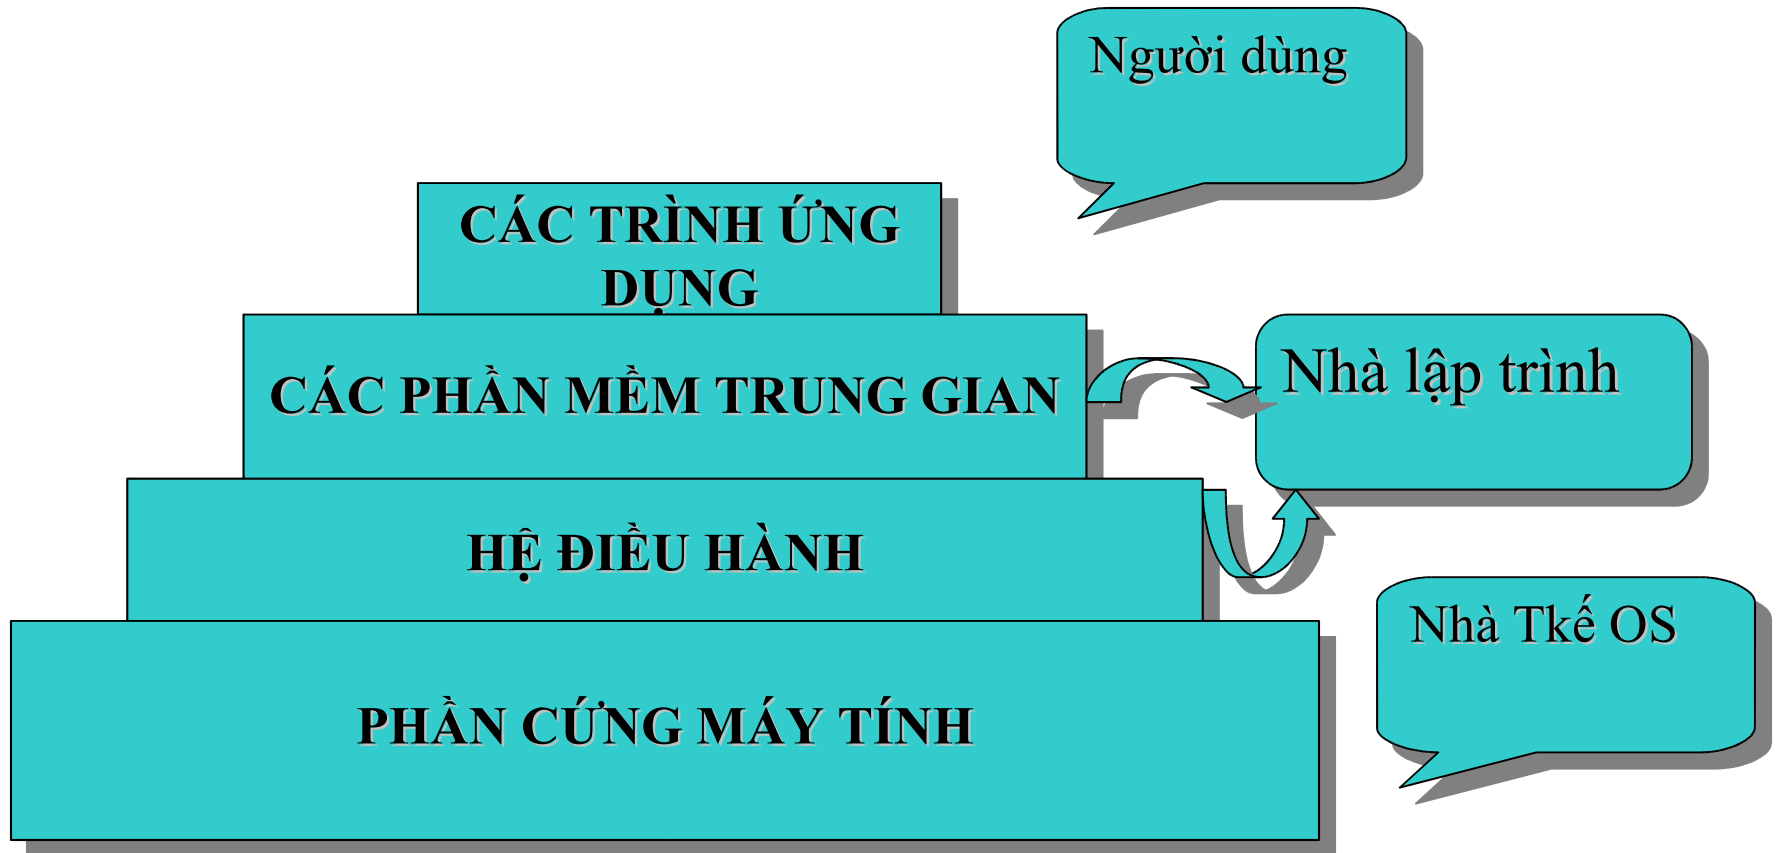 Người dùng
CÁC TRÌNH ỨNG
DỤNG
CÁC PHẦN MỀM TRUNG GIAN
Nhà lập trình
HỆ ĐIỀU HÀNH
Nhà Tkế OS
PHẦN CỨNG MÁY TÍNH